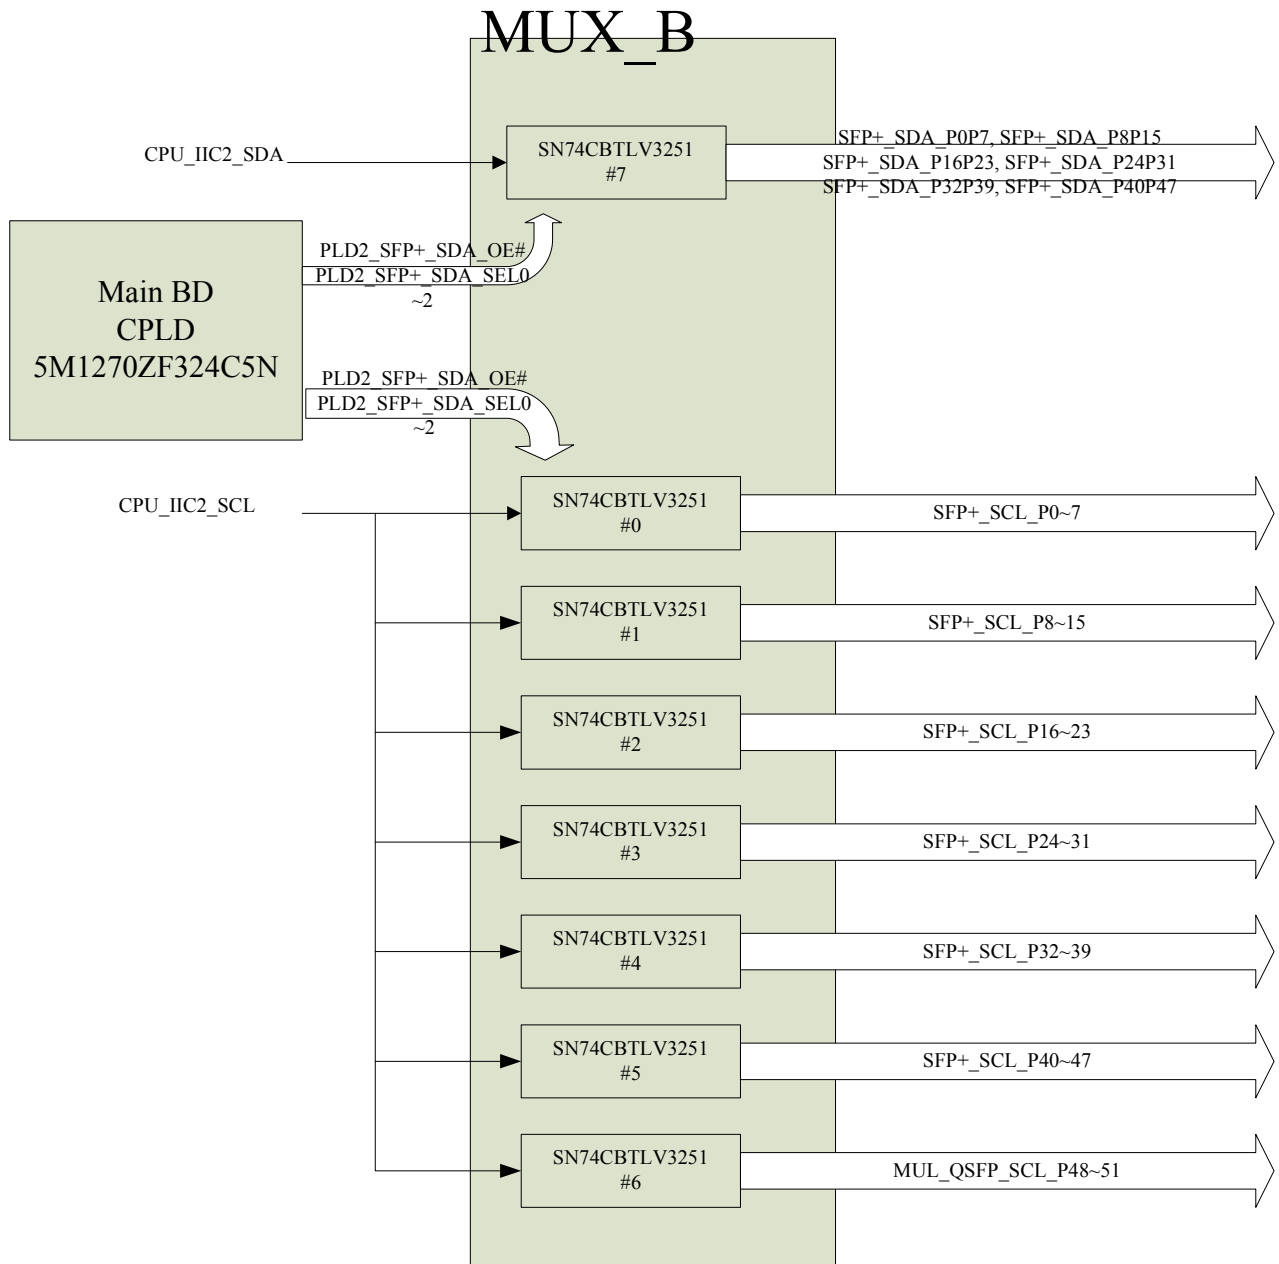 MUX_B
CPU_IIC2_SDA
SN74CBTLV3251
#7
SFP+_SDA_P0P7, SFP+_SDA_P8P15
SFP+_SDA_P16P23, SFP+_SDA_P24P31
SFP+_SDA_P32P39, SFP+_SDA_P40P47
Main BD
CPLD
5M1270ZF324C5N
PLD2_SFP+_SDA_OE#
PLD2_SFP+_SDA_SEL0
~2
PLD2_SFP+_SDA_OE#
PLD2_SFP+_SDA_SEL0
~2
CPU_IIC2_SCL
SN74CBTLV3251
#0
SFP+_SCL_P0~7
SN74CBTLV3251
#1
SFP+_SCL_P8~15
SN74CBTLV3251
#2
SFP+_SCL_P16~23
SN74CBTLV3251
#3
SFP+_SCL_P24~31
SN74CBTLV3251
#4
SFP+_SCL_P32~39
SN74CBTLV3251
#5
SFP+_SCL_P40~47
SN74CBTLV3251
#6
MUL_QSFP_SCL_P48~51